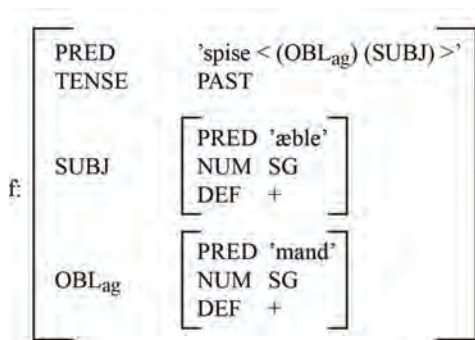 PRED 'spise < (OBLag) (SUBJ) >'
TENSE PAST
PRED 'æble'
SUBJ NUM SG
DEF +
f:
PRED 'mand'
OBLag NUM SG
DEF +